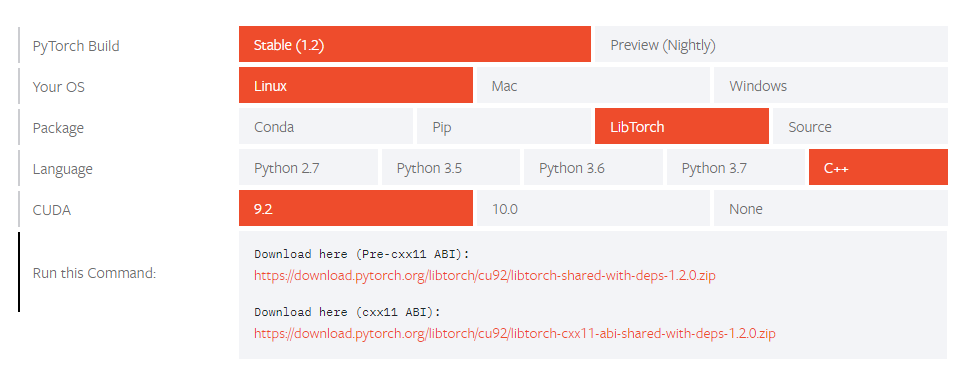 PyTorch Build Stable (1.2) Preview (Nightly)
Your OS Linux Mac Windows
Package Conda Pip LibTorch Source
Language Python 2.7 Python 3.5 Python 3.6 Python 3.7 C++
CUDA 9.2 10.0 None
Run this Command:
Download here (Pre-cxx11 ABI):
https://download.pytorch.org/libtorch/cu92/libtorch-shared-with-deps-1.2.0.zip
Download here (cxx11 ABI):
https://download.pytorch.org/libtorch/cu92/libtorch-cxx11-abi-shared-with-deps-1.2.0.zip